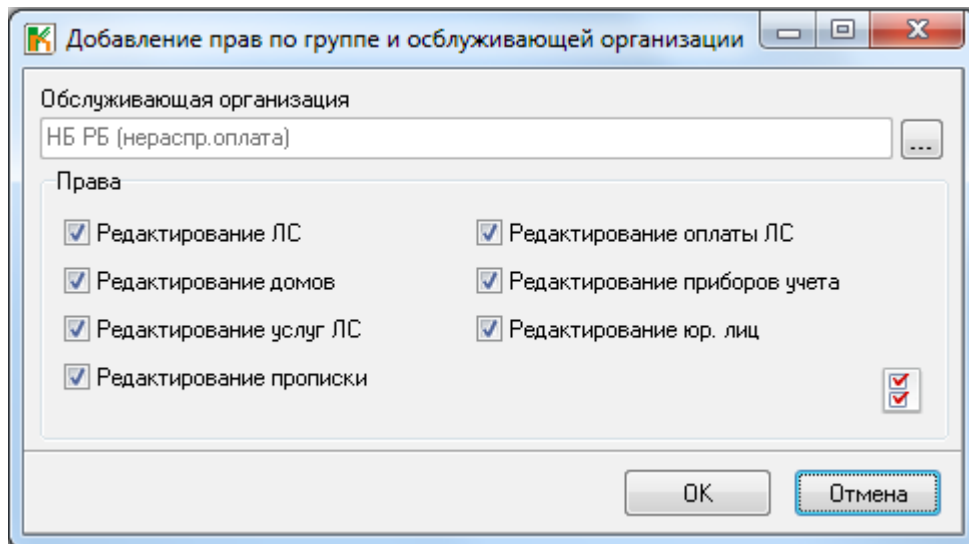 Добавление прав по группе и осблуживающей организации
Обслуживающая организация
НБ РБ (нераспр.оплата)
...
Права
Редактирование ЛС
Редактирование оплаты ЛС
Редактирование домов
Редактирование приборов учета
Редактирование услуг ЛС
Редактирование юр. лиц
Редактирование прописки
OK
Отмена